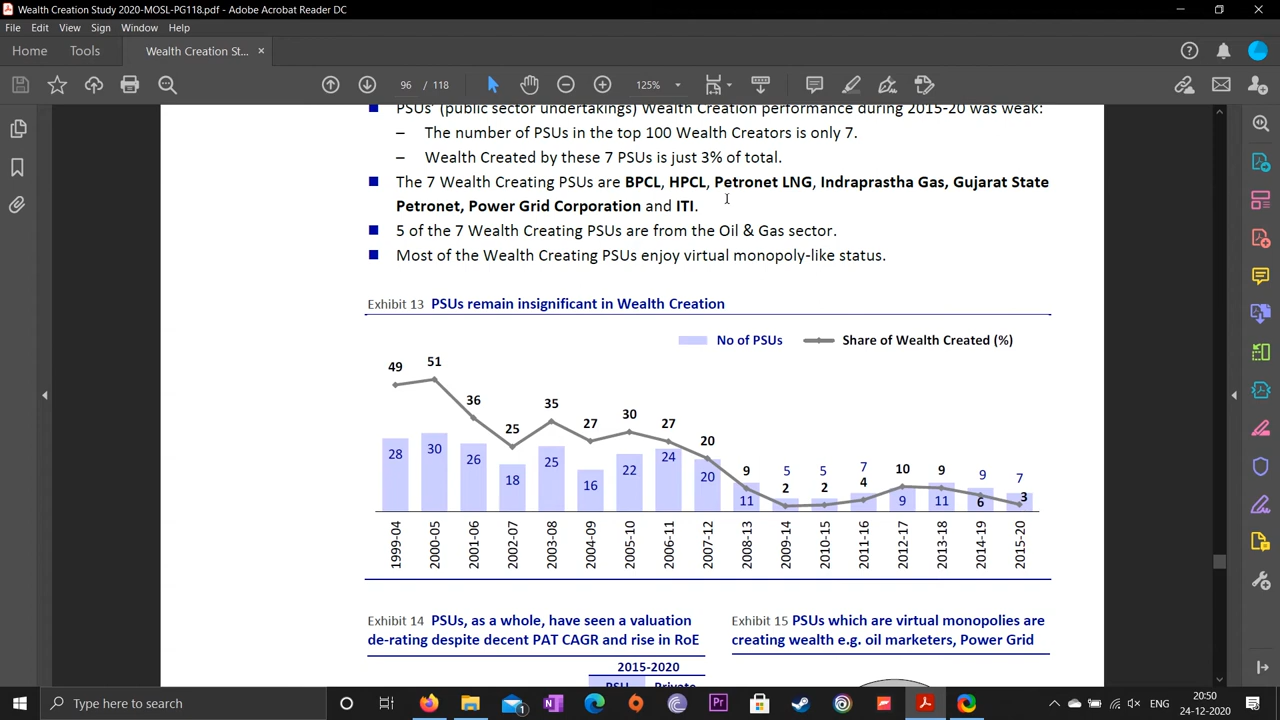 Wealth Creation Study 2020-MOSL-PG118.pdf - Adobe Acrobat Reader DC
File Edit View Sign Window Help
Home Tools Wealth Creation St... ×
96 / 118 125%
PSUs' (public sector undertakings) Wealth Creation performance during 2015-20 was weak:
– The number of PSUs in the top 100 Wealth Creators is only 7.
– Wealth Created by these 7 PSUs is just 3% of total.
The 7 Wealth Creating PSUs are BPCL, HPCL, Petronet LNG, Indraprastha Gas, Gujarat State
Petronet, Power Grid Corporation and ITI.
5 of the 7 Wealth Creating PSUs are from the Oil & Gas sector.
Most of the Wealth Creating PSUs enjoy virtual monopoly-like status.
Exhibit 13 PSUs remain insignificant in Wealth Creation
No of PSUs Share of Wealth Created (%)
49 51 36 25 35 27 30 27 20 9 2 2 4 10 9 6 3
28 30 26 18 25 16 22 24 20 11 5 5 7 9 11 9 7
1999-04 2000-05 2001-06 2002-07 2003-08 2004-09 2005-10 2006-11 2007-12 2008-13 2009-14 2010-15 2011-16 2012-17 2013-18 2014-19 2015-20
Exhibit 14 PSUs, as a whole, have seen a valuation
de-rating despite decent PAT CAGR and rise in RoE
2015-2020
PSU Private
Exhibit 15 PSUs which are virtual monopolies are
creating wealth e.g. oil marketers, Power Grid
Type here to search
1
Pr
ENG
20:50
24-12-2020